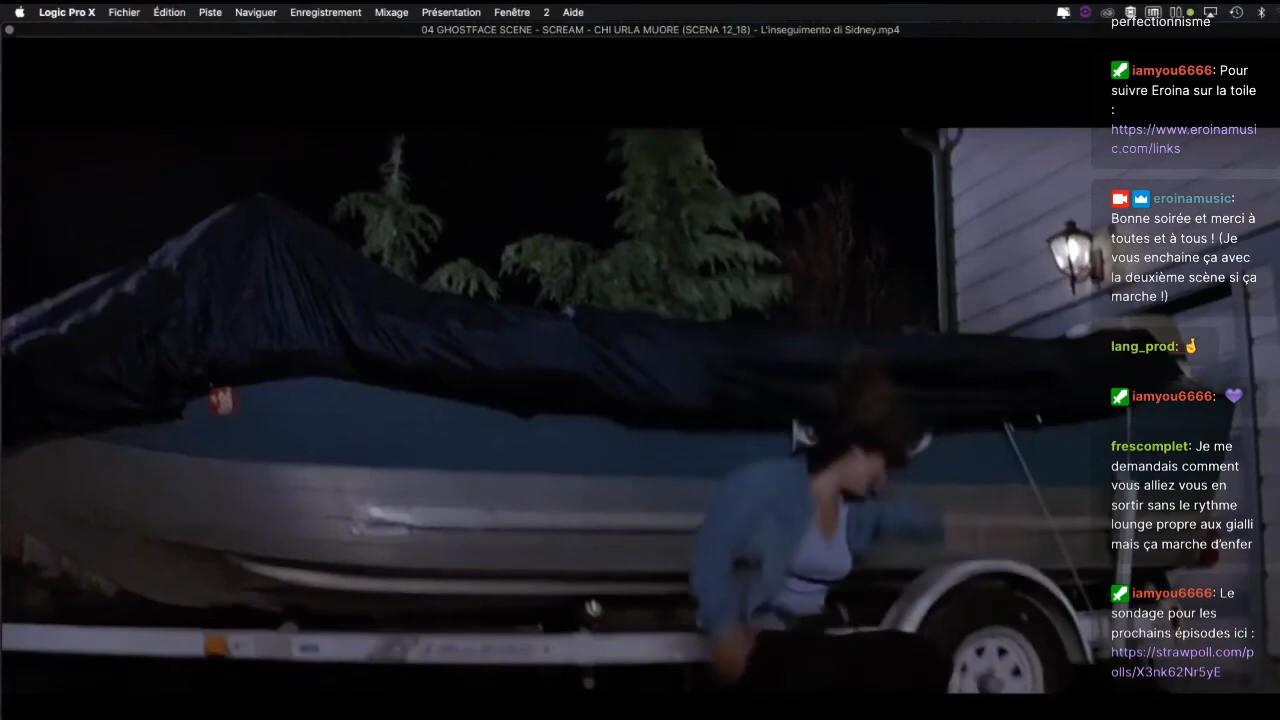 Logic Pro X Fichier Édition Piste Naviguer Enregistrement Mixage Présentation Fenêtre 2 Aide
04 GHOSTFACE SCENE - SCREAM - CHI URLA MUORE (SCENA 12_18) - L'inseguimento di Sidney.mp4
perfectionnisme
iamyou6666: Pour
suivre Eroina sur la toile
:
https://www.eroinamusi
c.com/links
eroinamusic:
Bonne soirée et merci à
toutes et à tous ! (Je
vous enchaine ça avec
la deuxième scène si ça
marche !)
lang_prod: 🤞
iamyou6666: 💜
frescomplet: Je me
demandais comment
vous alliez vous en
sortir sans le rythme
lounge propre aux gialli
mais ça marche d'enfer
iamyou6666: Le
sondage pour les
prochains épisodes ici :
https://strawpoll.com/p
olls/X3nk62Nr5yE